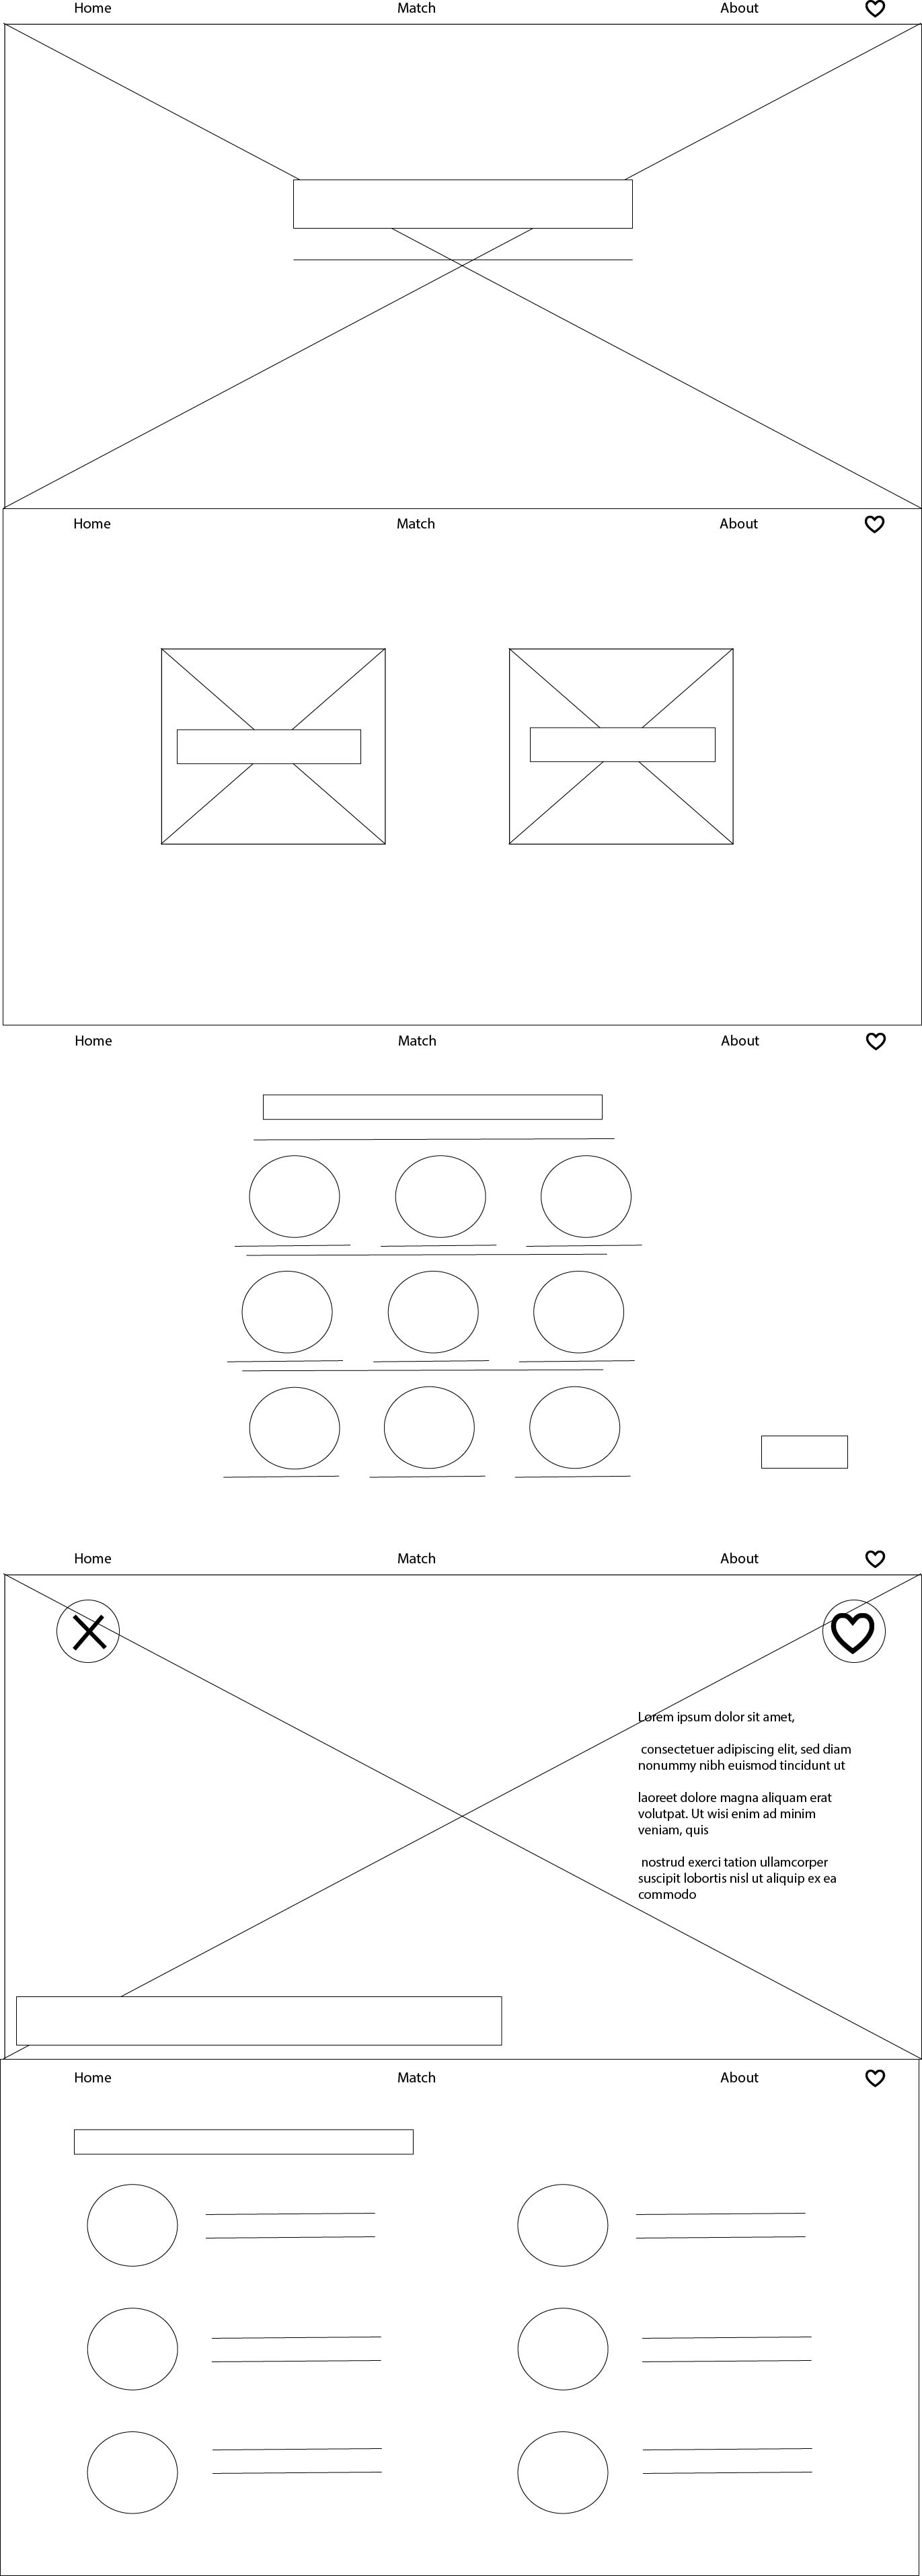 Home Match About
Home Match About
Home Match About
Home Match About
Lorem ipsum dolor sit amet,
consectetuer adipiscing elit, sed diam
nonummy nibh euismod tincidunt ut
laoreet dolore magna aliquam erat
volutpat. Ut wisi enim ad minim
veniam, quis
nostrud exerci tation ullamcorper
suscipit lobortis nisl ut aliquip ex ea
commodo
Home Match About